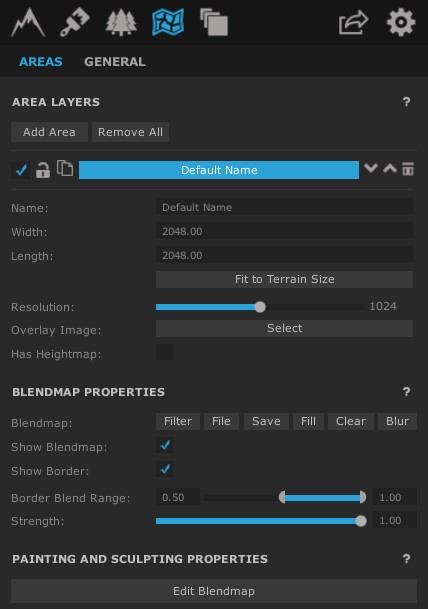 AREAS GENERAL
AREA LAYERS ?
Add Area Remove All
Default Name
Name: Default Name
Width: 2048.00
Length: 2048.00
Fit to Terrain Size
Resolution: 1024
Overlay Image: Select
Has Heightmap:
BLENDMAP PROPERTIES ?
Blendmap: Filter File Save Fill Clear Blur
Show Blendmap:
Show Border:
Border Blend Range: 0.50 1.00
Strength: 1.00
PAINTING AND SCULPTING PROPERTIES ?
Edit Blendmap